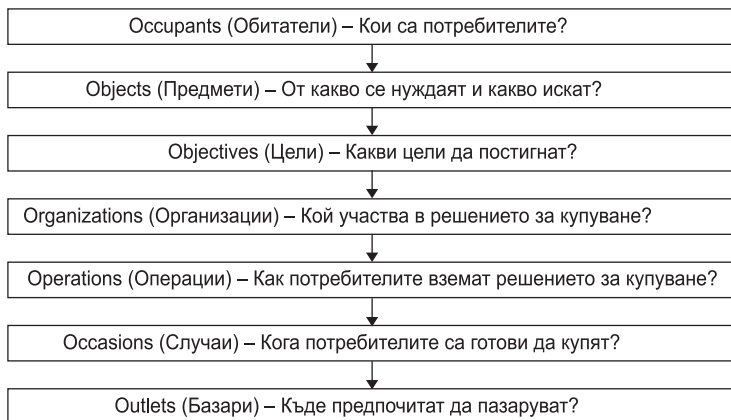 Occupants (Обитатели) – Кои са потребителите?
Objects (Предмети) – От какво се нуждаят и какво искат?
Objectives (Цели) – Какви цели да постигнат?
Organizations (Организации) – Кой участва в решението за купуване?
Operations (Операции) – Как потребителите вземат решението за купуване?
Occasions (Случаи) – Кога потребителите са готови да купят?
Outlets (Базари) – Къде предпочитат да пазаруват?